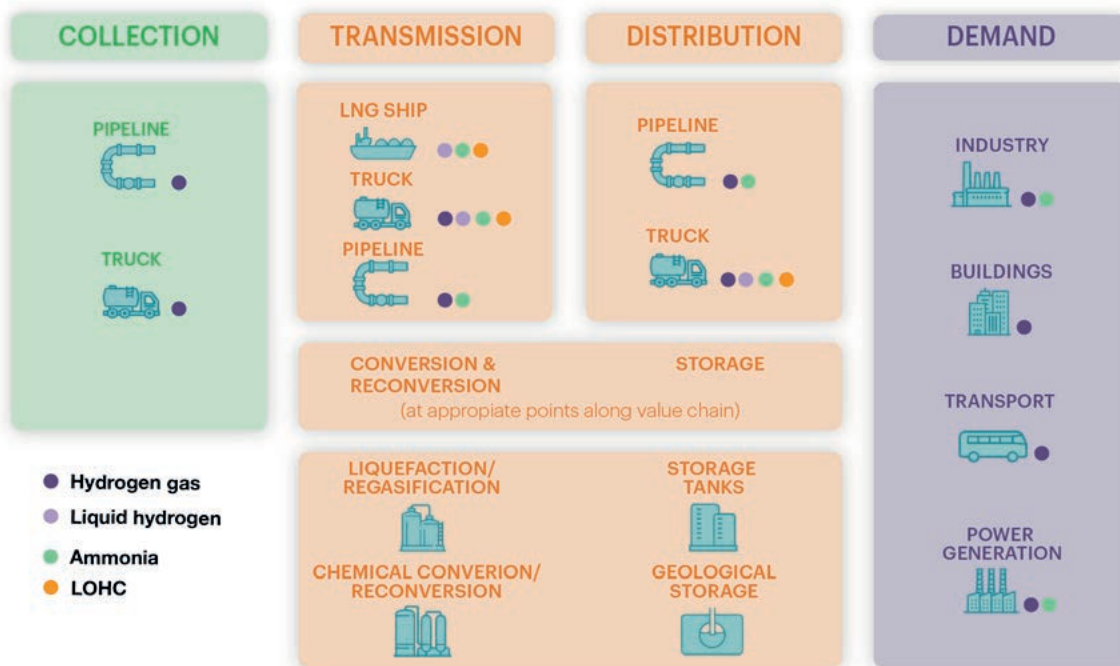 COLLECTION
PIPELINE
TRUCK
TRANSMISSION
LNG SHIP
TRUCK
PIPELINE
DISTRIBUTION
PIPELINE
TRUCK
CONVERSION &
RECONVERSION
STORAGE
(at appropiate points along value chain)
LIQUEFACTION/
REGASIFICATION
STORAGE
TANKS
CHEMICAL CONVERION/
RECONVERSION
GEOLOGICAL
STORAGE
DEMAND
INDUSTRY
BUILDINGS
TRANSPORT
POWER
GENERATION
Hydrogen gas
Liquid hydrogen
Ammonia
LOHC